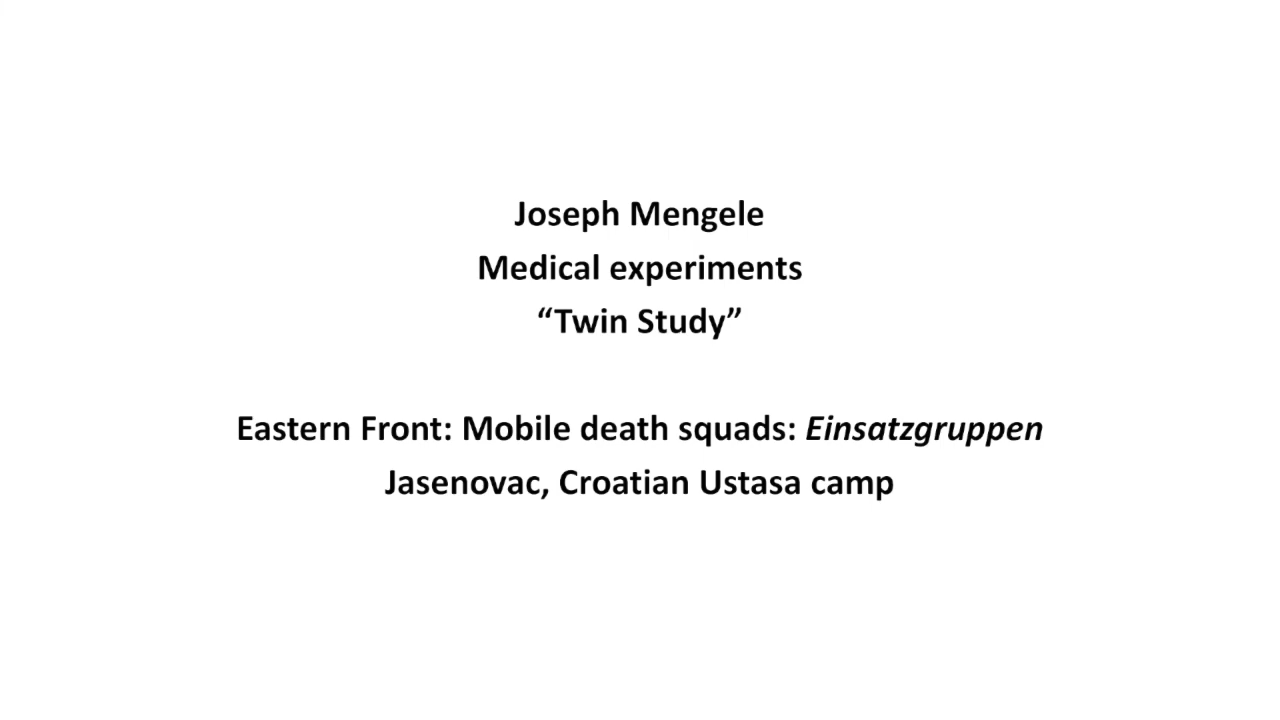 Joseph Mengele
Medical experiments
“Twin Study”
Eastern Front: Mobile death squads: Einsatzgruppen
Jasenovac, Croatian Ustasa camp